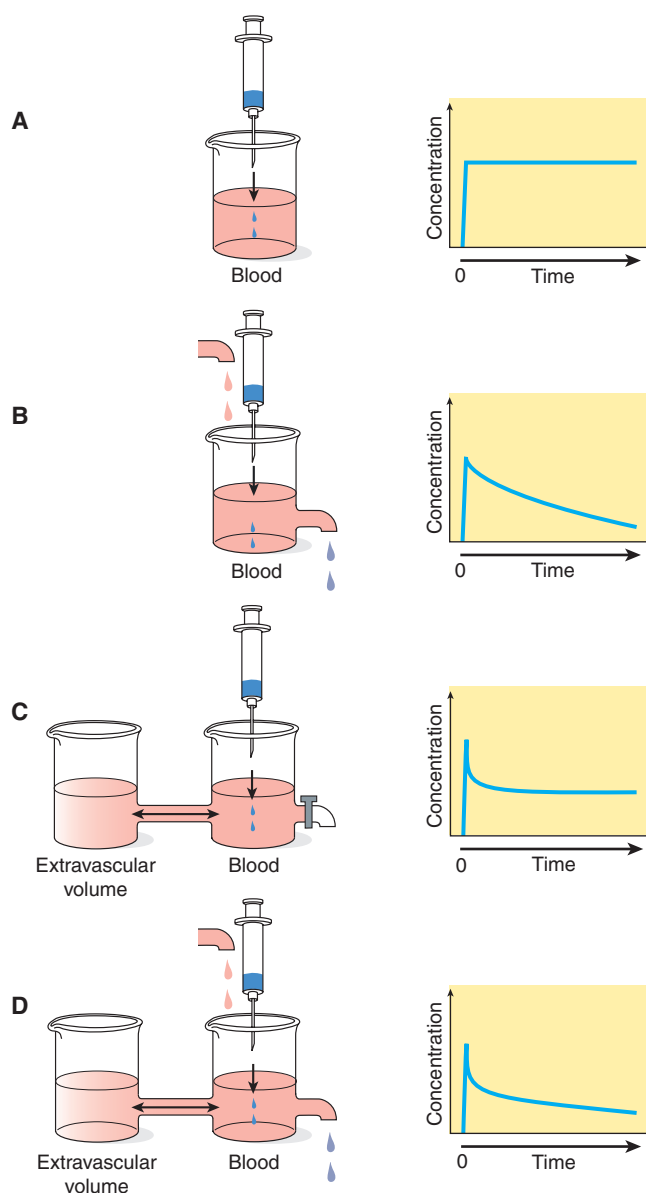 A
Blood
Concentration
0
Time
B
Blood
Concentration
0
Time
C
Extravascular
volume
Blood
Concentration
0
Time
D
Extravascular
volume
Blood
Concentration
0
Time